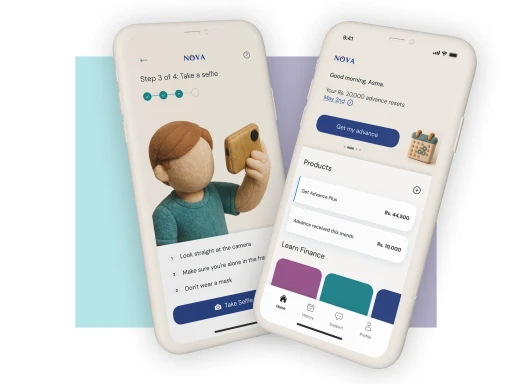 NOVA
Step 3 of 4: Take a selfie
1 Look straight at the camera
2 Make sure you're alone in the fra
3 Don't wear a mask
Take Selfie
9:41
NOVA
Good morning, Asma.
Your Rs. 20,000 advance resets
May 2nd
Get my advance
Products
Get Advance Plus
Rs. 44,500
Advance received this month
Rs. 10,000
Learn Finance
Home
History
Support
Profile